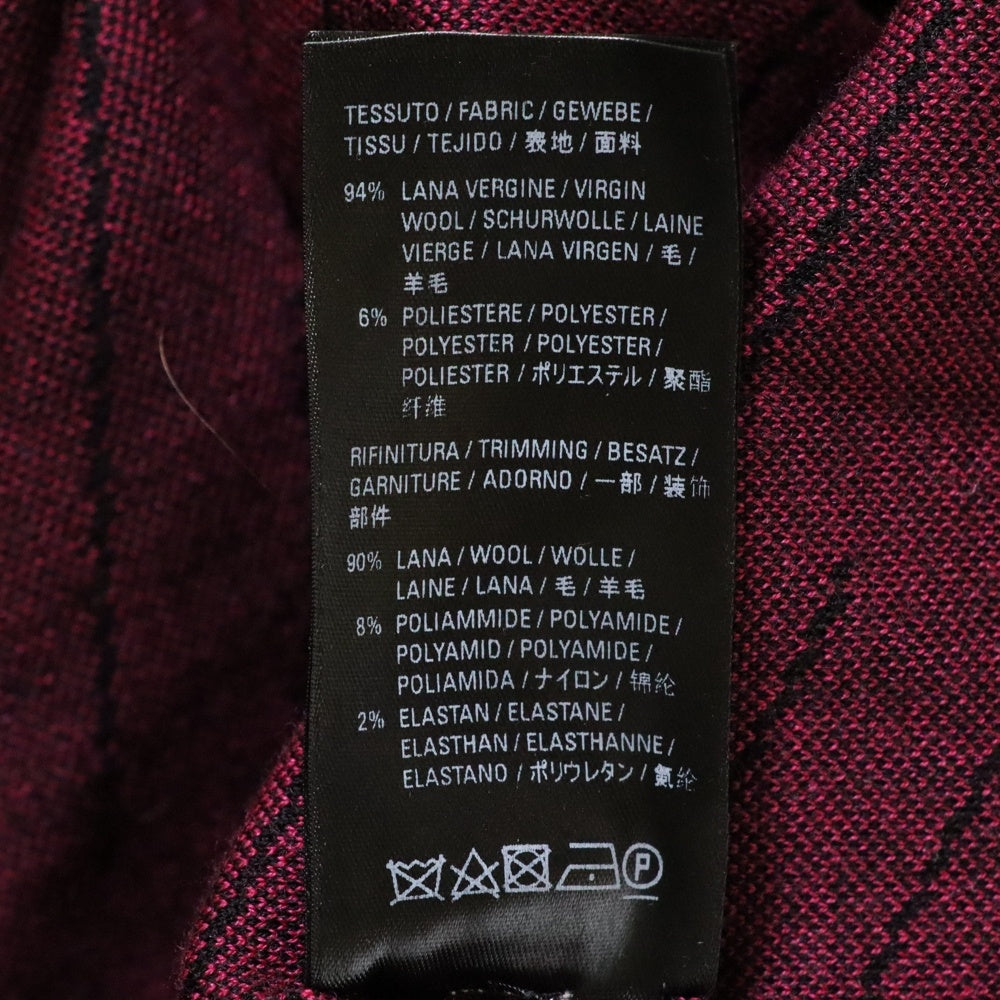 TESSUTO / FABRIC / GEWEBE /
TISSU / TEJIDO / 表地 / 面料
94% LANA VERGINE / VIRGIN
WOOL / SCHURWOLLE / LAINE
VIERGE / LANA VIRGEN / 毛 /
羊毛
6% POLIESTERE / POLYESTER /
POLYESTER / POLYESTER /
POLIESTER / ポリエステル / 聚酯
纤维
RIFINITURA / TRIMMING / BESATZ /
GARNITURE / ADORNO / 一部 / 装饰
部件
90% LANA / WOOL / WOLLE /
LAINE / LANA / 毛 / 羊毛
8% POLIAMMIDE / POLYAMIDE /
POLYAMID / POLYAMIDE /
POLIAMIDA / ナイロン / 锦纶
2% ELASTAN / ELASTANE /
ELASTHAN / ELASTHANNE /
ELASTANO / ポリウレタン / 氨纶
P